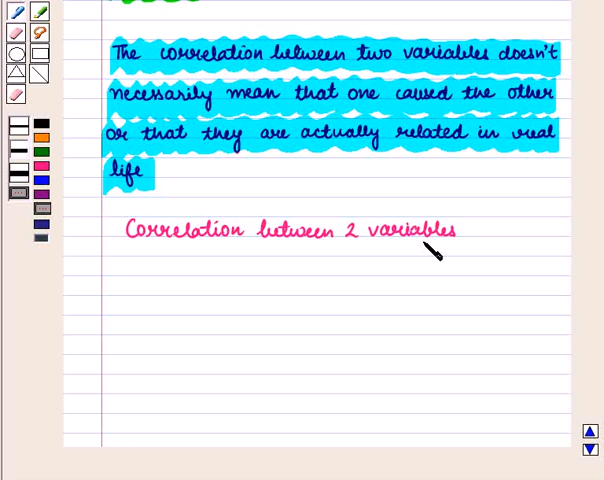 The correlation between two variables doesn't
necessarily mean that one caused the other
or that they are actually related in real
life
Correlation between 2 variables